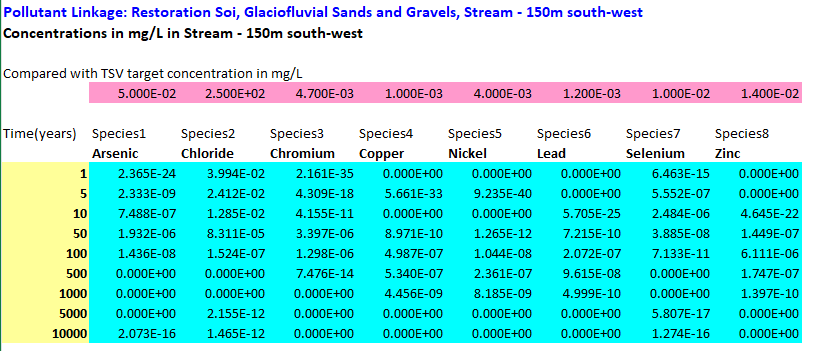 Pollutant Linkage: Restoration Soi, Glaciofluvial Sands and Gravels, Stream - 150m south-west
Concentrations in mg/L in Stream - 150m south-west
Compared with TSV target concentration in mg/L
5.000E-02 2.500E+02 4.700E-03 1.000E-03 4.000E-03 1.200E-03 1.000E-02 1.400E-02
Time(years) Species1 Species2 Species3 Species4 Species5 Species6 Species7 Species8
Arsenic Chloride Chromium Copper Nickel Lead Selenium Zinc
1 2.365E-24 3.994E-02 2.161E-35 0.000E+00 0.000E+00 0.000E+00 6.463E-15 0.000E+00
5 2.333E-09 2.412E-02 4.309E-18 5.661E-33 9.235E-40 0.000E+00 5.552E-07 0.000E+00
10 7.488E-07 1.285E-02 4.155E-11 0.000E+00 0.000E+00 5.705E-25 2.484E-06 4.645E-22
50 1.932E-06 8.311E-05 3.397E-06 8.971E-10 1.265E-12 7.215E-10 3.885E-08 1.449E-07
100 1.436E-08 1.524E-07 1.298E-06 4.987E-07 1.044E-08 2.072E-07 7.133E-11 6.111E-06
500 0.000E+00 0.000E+00 7.476E-14 5.340E-07 2.361E-07 9.615E-08 0.000E+00 1.747E-07
1000 0.000E+00 0.000E+00 0.000E+00 4.456E-09 8.185E-09 4.999E-10 0.000E+00 1.397E-10
5000 0.000E+00 2.155E-12 0.000E+00 0.000E+00 0.000E+00 0.000E+00 5.807E-17 0.000E+00
10000 2.073E-16 1.465E-12 0.000E+00 0.000E+00 0.000E+00 0.000E+00 1.274E-16 0.000E+00